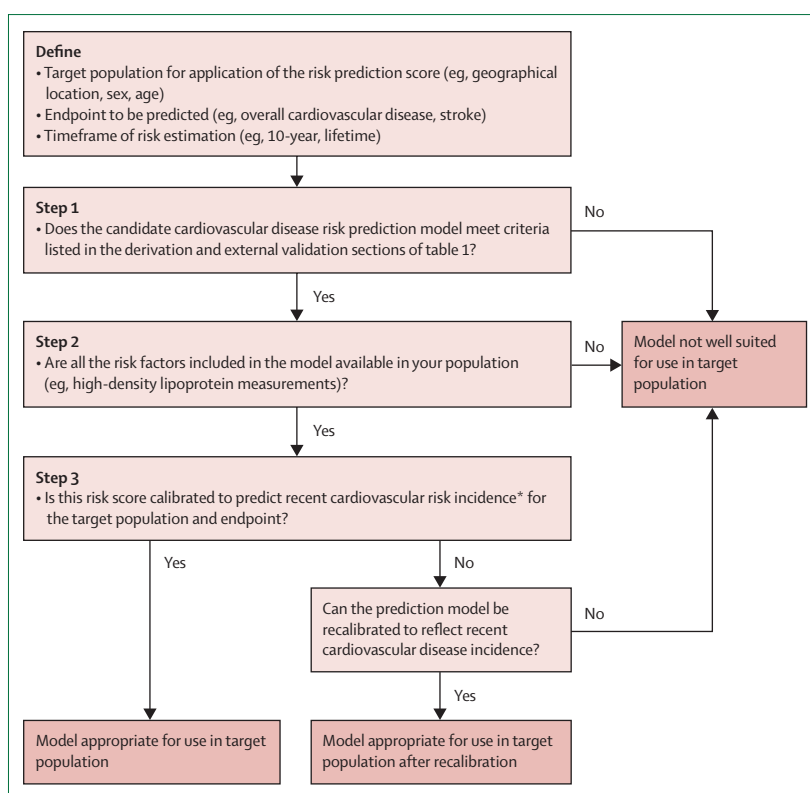 Define
• Target population for application of the risk prediction score (eg, geographical
location, sex, age)
• Endpoint to be predicted (eg, overall cardiovascular disease, stroke)
• Timeframe of risk estimation (eg, 10-year, lifetime)
Step 1
• Does the candidate cardiovascular disease risk prediction model meet criteria
listed in the derivation and external validation sections of table 1?
No
Yes
Step 2
• Are all the risk factors included in the model available in your population
(eg, high-density lipoprotein measurements)?
No
Model not well suited
for use in target
population
Yes
Step 3
• Is this risk score calibrated to predict recent cardiovascular risk incidence* for
the target population and endpoint?
Yes
No
Can the prediction model be
recalibrated to reflect recent
cardiovascular disease incidence?
No
Yes
Model appropriate for use in target
population
Model appropriate for use in target
population after recalibration